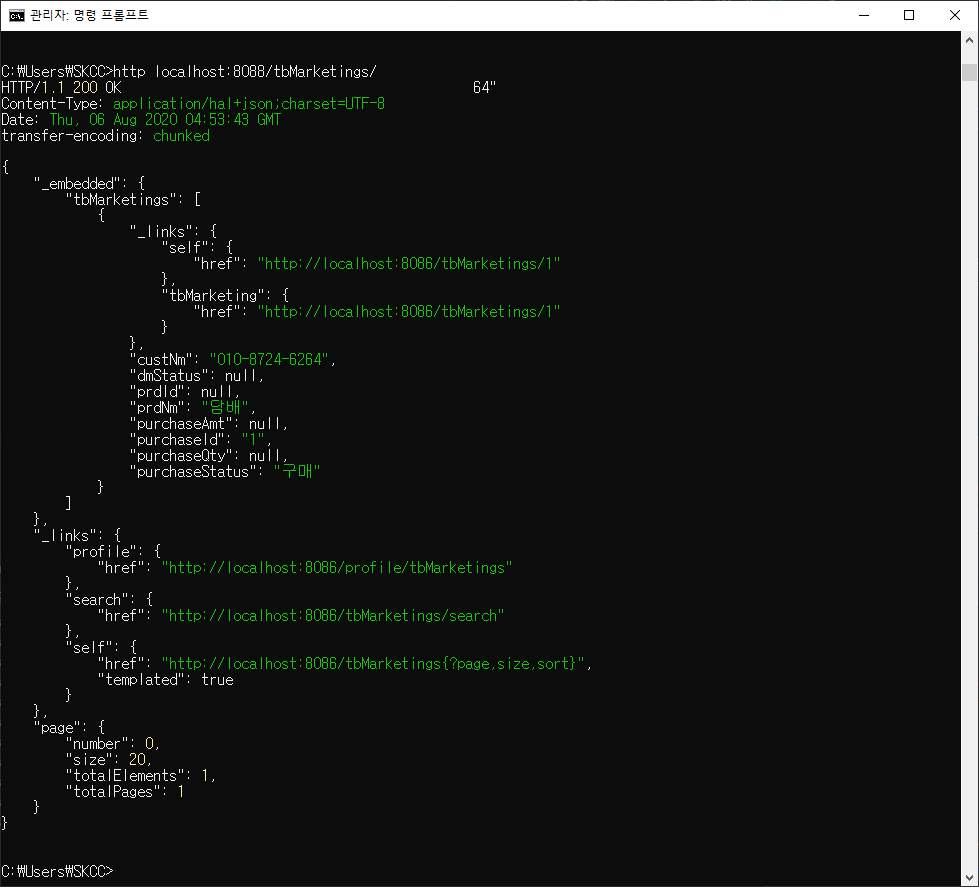 관리자: 명령 프롬프트
C:\Users\SKCC>http localhost:8088/tbMarketings/
HTTP/1.1 200 OK                                            64"
Content-Type: application/hal+json;charset=UTF-8
Date: Thu, 06 Aug 2020 04:53:43 GMT
transfer-encoding: chunked
{
    "_embedded": {
        "tbMarketings": [
            {
                "_links": {
                    "self": {
                        "href": "http://localhost:8086/tbMarketings/1"
                    },
                    "tbMarketing": {
                        "href": "http://localhost:8086/tbMarketings/1"
                    }
                },
                "custNm": "010-8724-6264",
                "dmStatus": null,
                "prdId": null,
                "prdNm": "담배",
                "purchaseAmt": null,
                "purchaseId": "1",
                "purchaseQty": null,
                "purchaseStatus": "구매"
            }
        ]
    },
    "_links": {
        "profile": {
            "href": "http://localhost:8086/profile/tbMarketings"
        },
        "search": {
            "href": "http://localhost:8086/tbMarketings/search"
        },
        "self": {
            "href": "http://localhost:8086/tbMarketings{?page,size,sort}",
            "templated": true
        }
    },
    "page": {
        "number": 0,
        "size": 20,
        "totalElements": 1,
        "totalPages": 1
    }
}
C:\Users\SKCC>